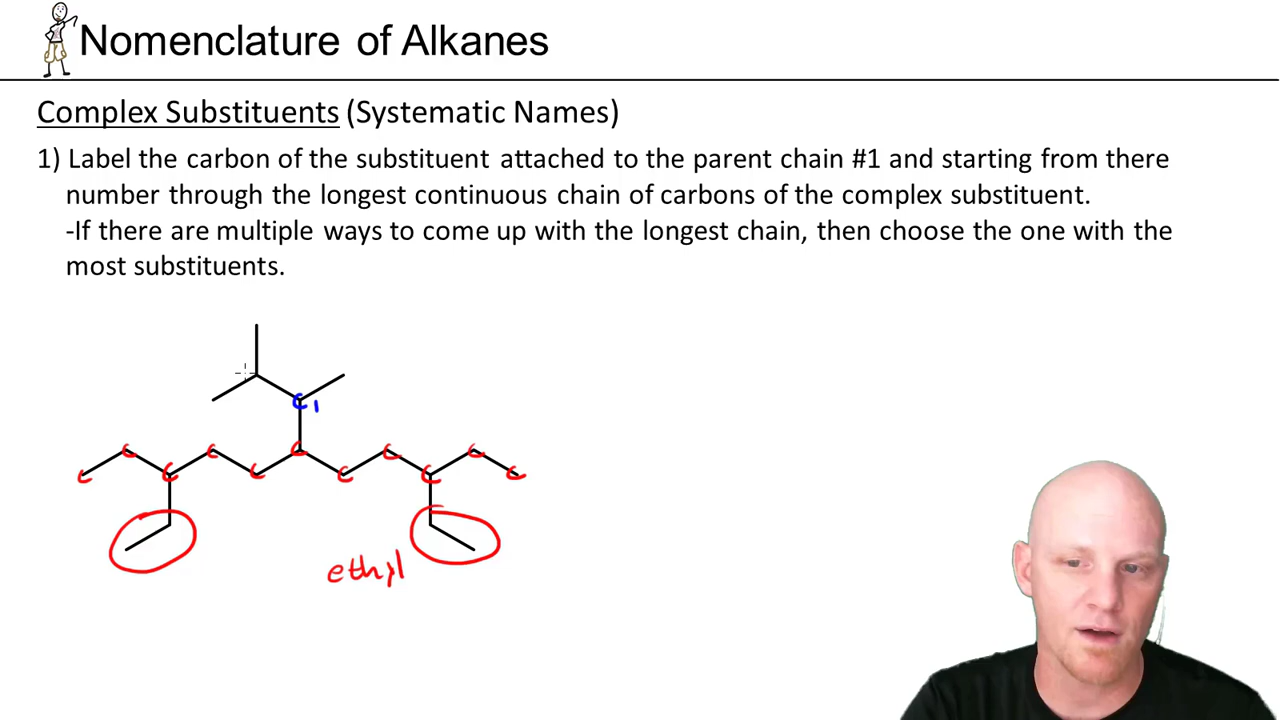 Nomenclature of Alkanes
Complex Substituents (Systematic Names)
1) Label the carbon of the substituent attached to the parent chain #1 and starting from there
number through the longest continuous chain of carbons of the complex substituent.
-If there are multiple ways to come up with the longest chain, then choose the one with the
most substituents.
C 1
C C C C C C C C C C C
ethyl